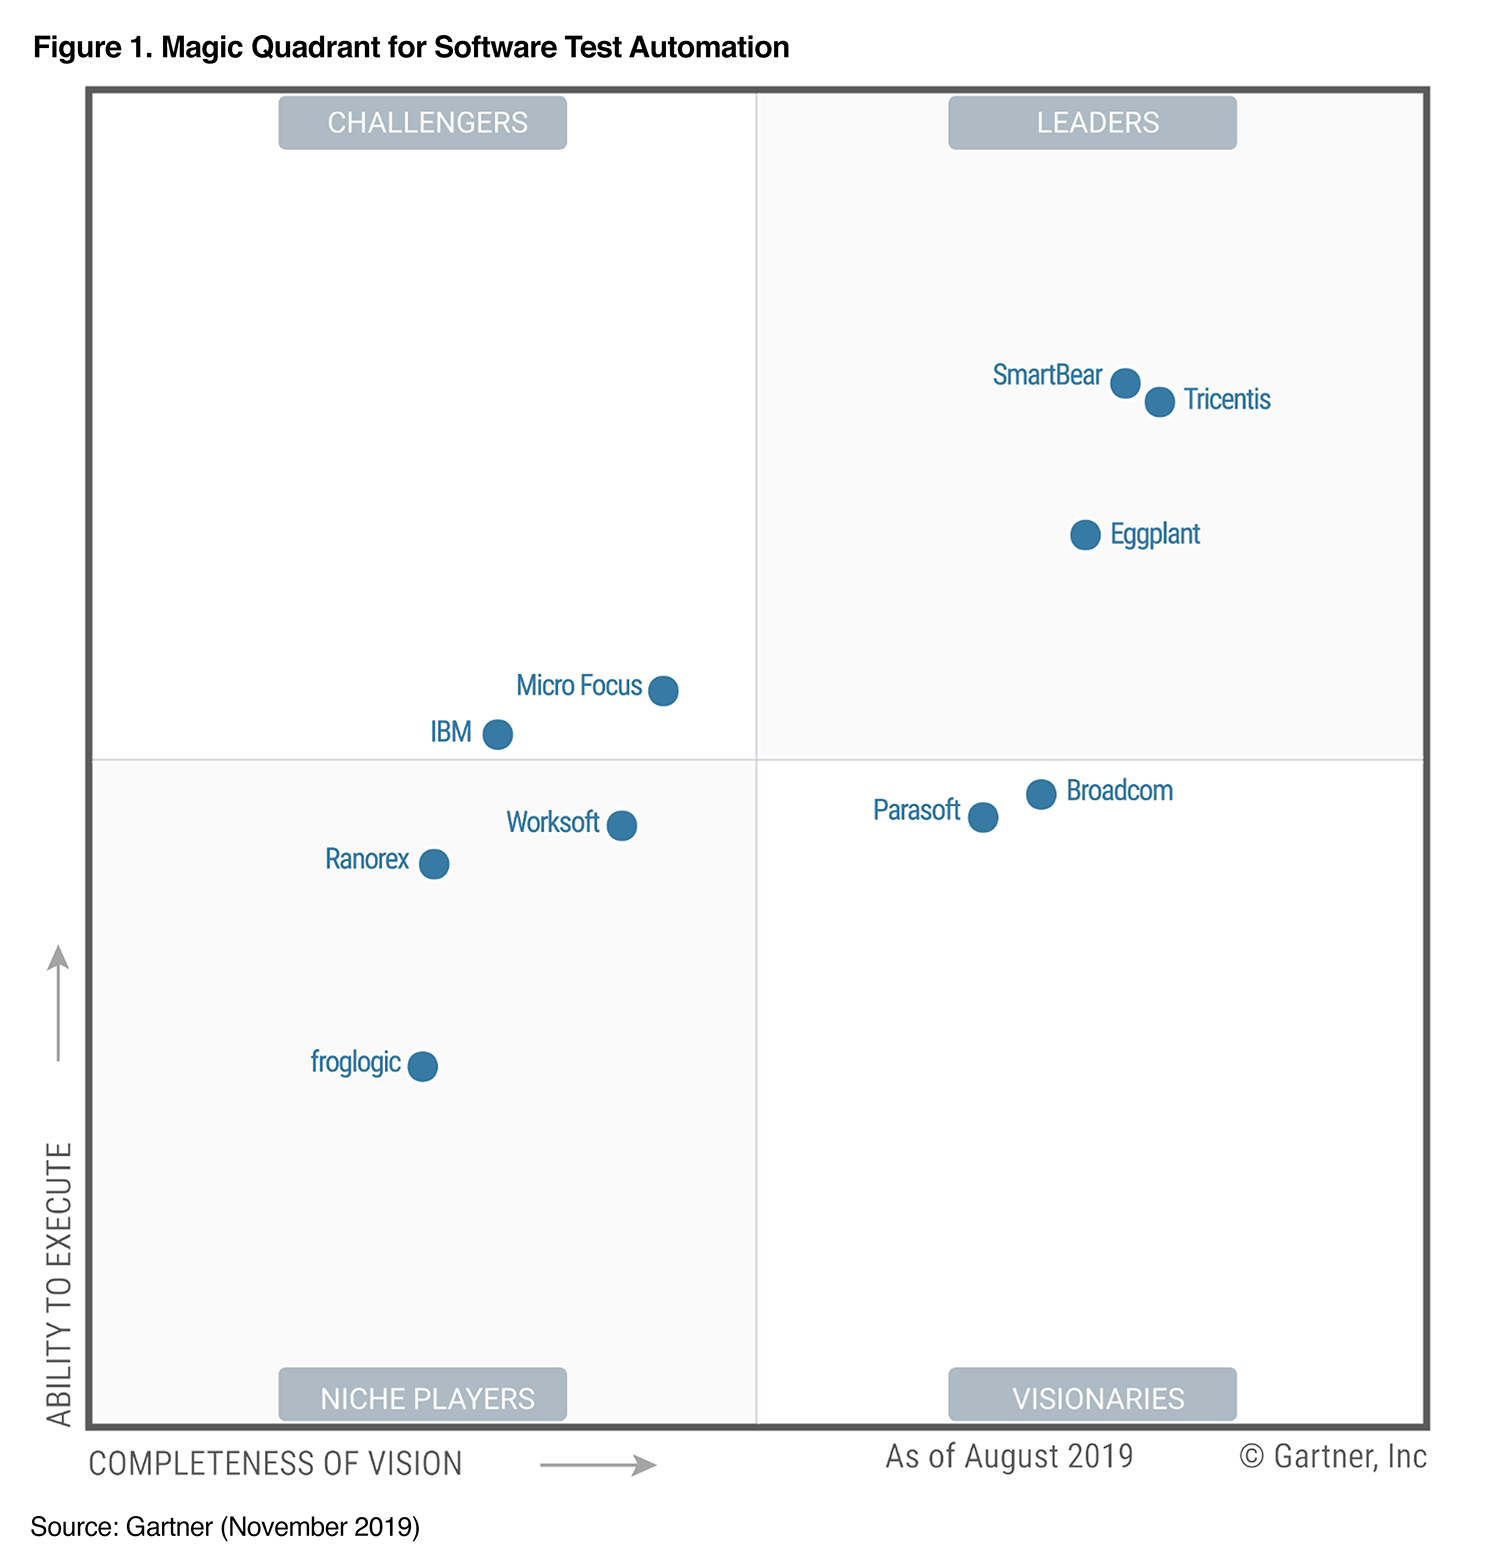 Figure 1. Magic Quadrant for Software Test Automation
CHALLENGERS
LEADERS
SmartBear
Tricentis
Eggplant
Micro Focus
IBM
Broadcom
Parasoft
Worksoft
Ranorex
froglogic
ABILITY TO EXECUTE
NICHE PLAYERS
VISIONARIES
COMPLETENESS OF VISION
As of August 2019
© Gartner, Inc
Source: Gartner (November 2019)